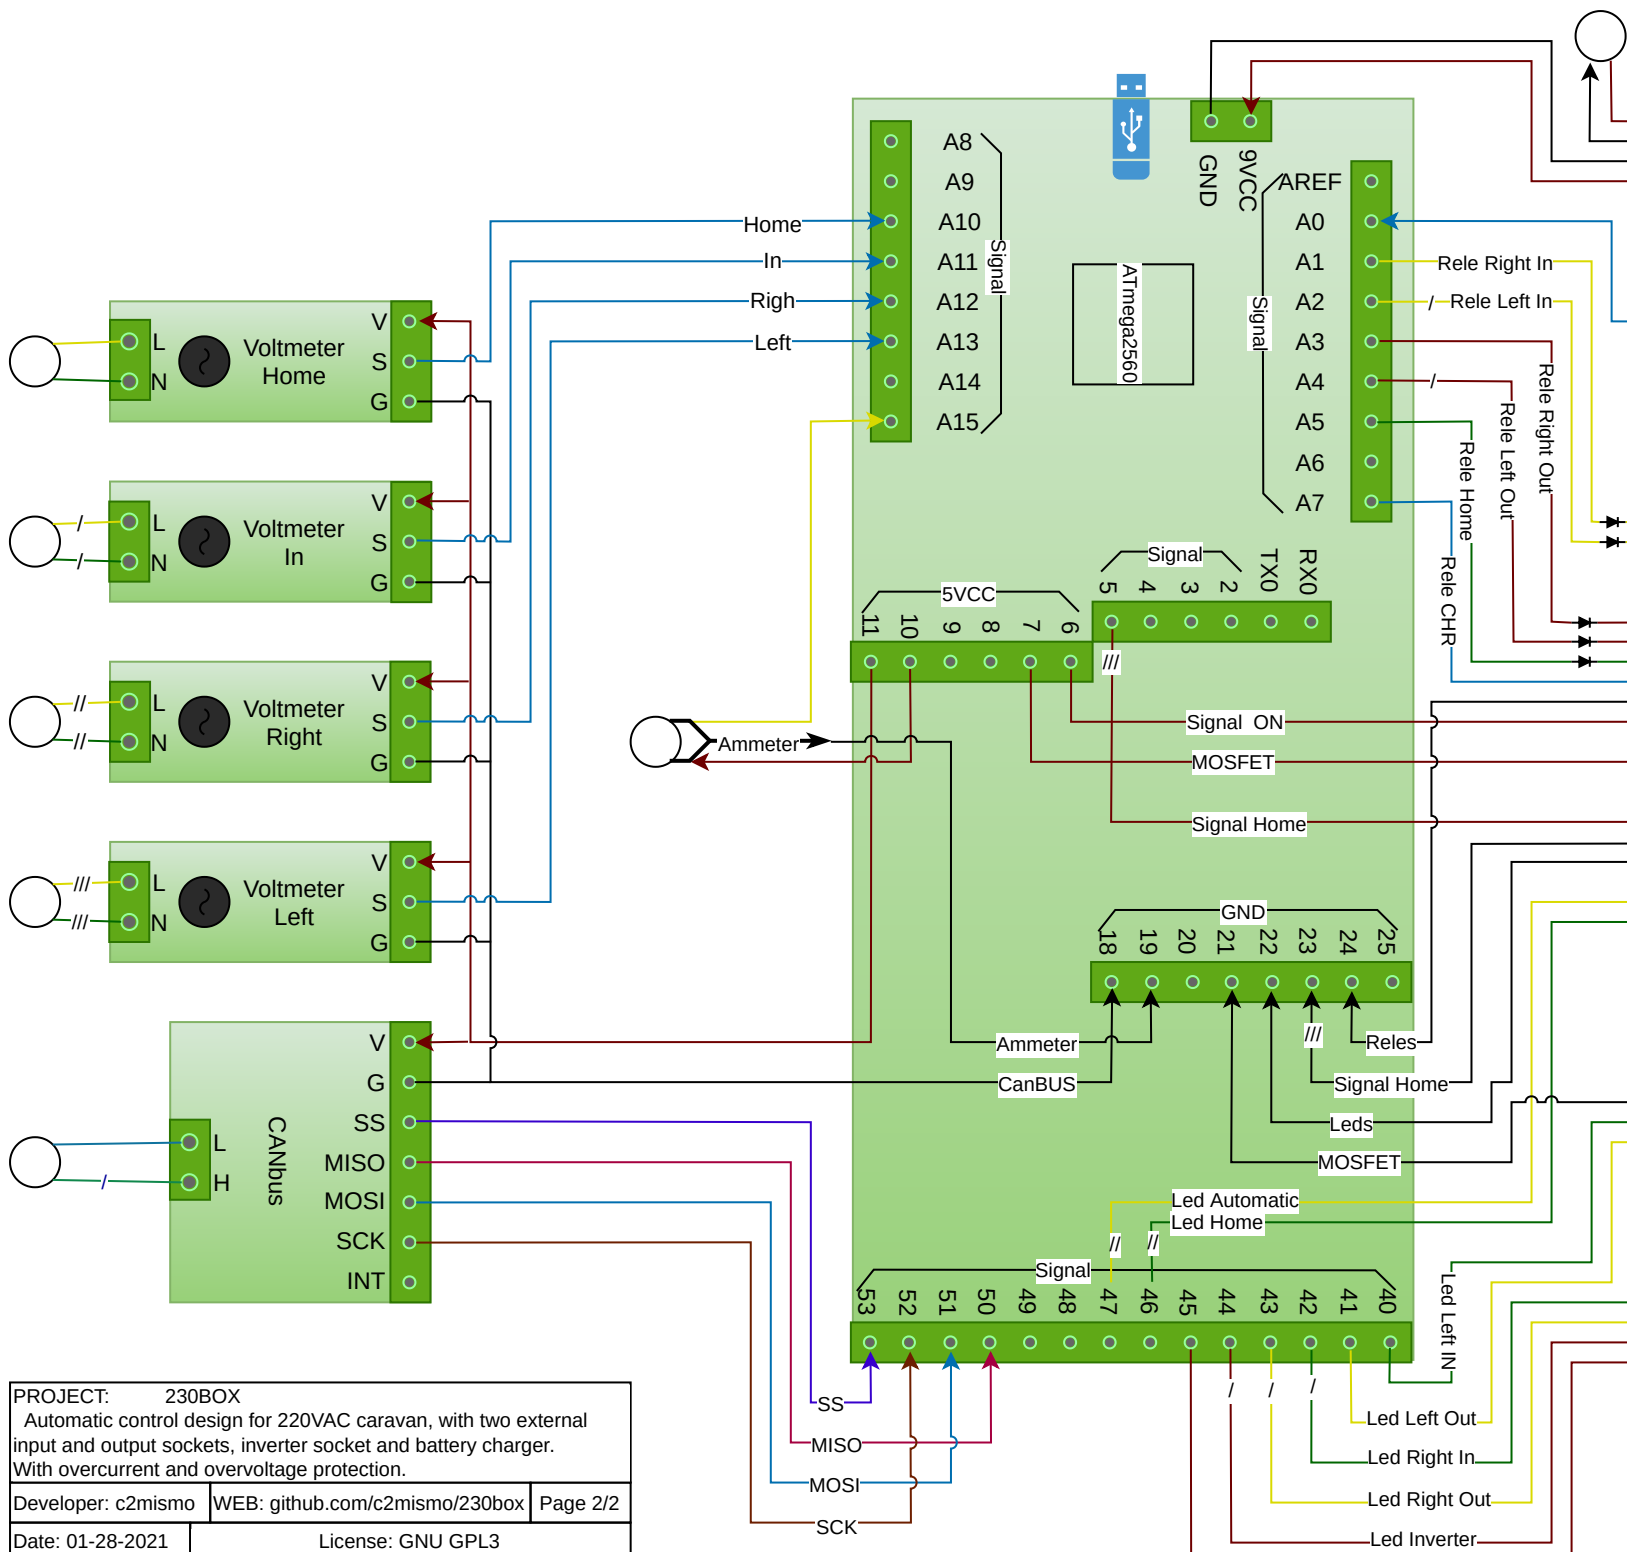 A8
A9
A10
A11
A12
A13
A14
A15
Signal
GND
9VCC
AREF
A0
A1
A2
A3
A4
A5
A6
A7
Signal
ATmega2560
Home
In
Righ
Left
Rele Right In
Rele Left In
Rele Right Out
Rele Left Out
Rele Home
Rele CHR
L
N
Voltmeter
Home
V
S
G
/
/
L
N
Voltmeter
In
V
S
G
//
//
L
N
Voltmeter
Right
V
S
G
///
///
L
N
Voltmeter
Left
V
S
G
/
/
Signal
5
4
3
2
TX0
RX0
5VCC
11
10
9
8
7
6
///
Ammeter
Signal ON
MOSFET
Signal Home
GND
18
19
20
21
22
23
24
25
///
Ammeter
CanBUS
Reles
Signal Home
Leds
MOSFET
L
H
/
CANbus
V
G
SS
MISO
MOSI
SCK
INT
Led Automatic
Led Home
//
//
Signal
53
52
51
50
49
48
47
46
45
44
43
42
41
40
Led Left IN
/
/
/
SS
MISO
MOSI
SCK
Led Left Out
Led Right In
Led Right Out
Led Inverter
PROJECT: 230BOX
Automatic control design for 220VAC caravan, with two external
input and output sockets, inverter socket and battery charger.
With overcurrent and overvoltage protection.
Developer: c2mismo WEB: github.com/c2mismo/230box Page 2/2
Date: 01-28-2021 License: GNU GPL3